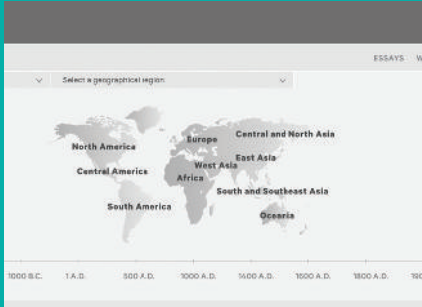 ESSAYS W
Select a geographical region
Europe
Central and North Asia
North America
East Asia
West Asia
Central America
Africa
South and Southeast Asia
South America
Oceania
1000 B.C. 1 A.D. 500 A.D. 1000 A.D. 1400 A.D. 1600 A.D. 1800 A.D. 190